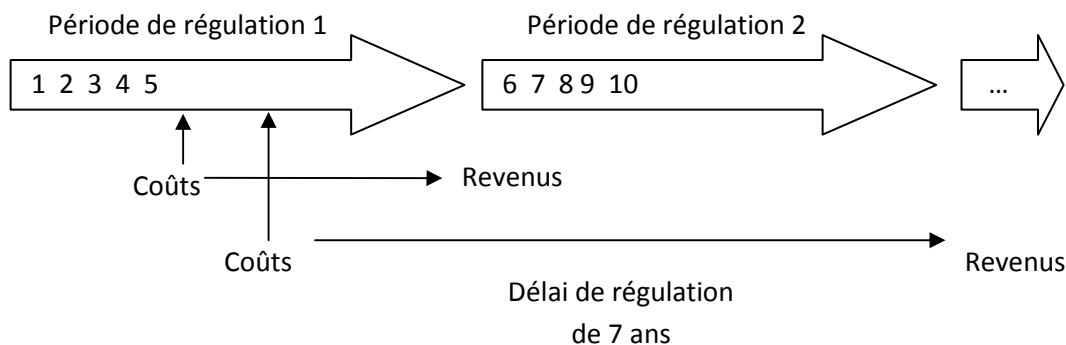 Période de régulation 1
Période de régulation 2
1 2 3 4 5
6 7 8 9 10
...
Coûts
Revenus
Coûts
Revenus
Délai de régulation
de 7 ans